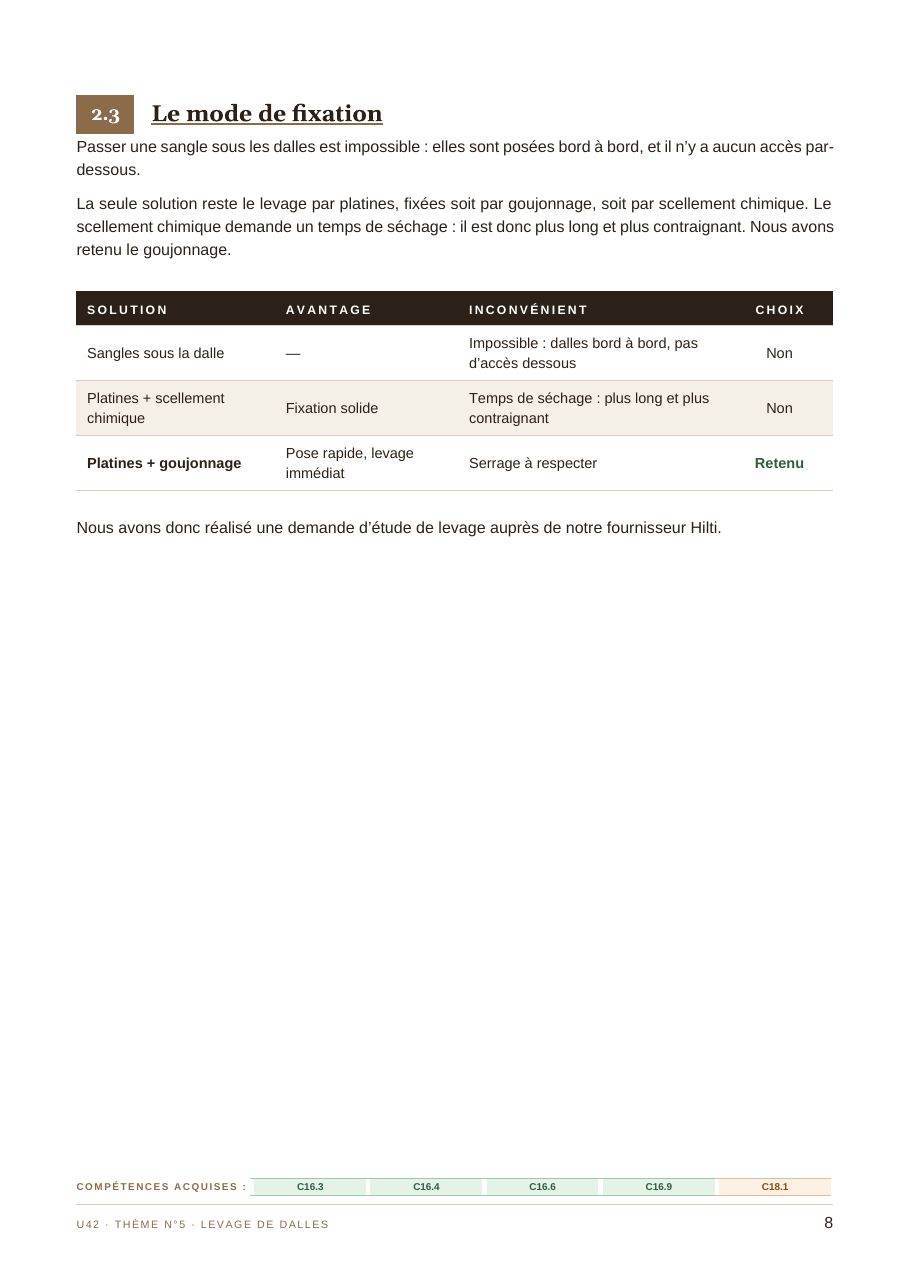 2.3 Le mode de fixation
Passer une sangle sous les dalles est impossible : elles sont posées bord à bord, et il n’y a aucun accès par-
dessous.
La seule solution reste le levage par platines, fixées soit par goujonnage, soit par scellement chimique. Le
scellement chimique demande un temps de séchage : il est donc plus long et plus contraignant. Nous avons
retenu le goujonnage.
SOLUTION AVANTAGE INCONVÉNIENT CHOIX
Sangles sous la dalle — Impossible : dalles bord à bord, pas
d’accès dessous Non
Platines + scellement
chimique Fixation solide Temps de séchage : plus long et plus
contraignant Non
Platines + goujonnage Pose rapide, levage
immédiat Serrage à respecter Retenu
Nous avons donc réalisé une demande d’étude de levage auprès de notre fournisseur Hilti.
COMPÉTENCES ACQUISES : C16.3 C16.4 C16.6 C16.9 C18.1
U42 · THÈME N°5 · LEVAGE DE DALLES 8